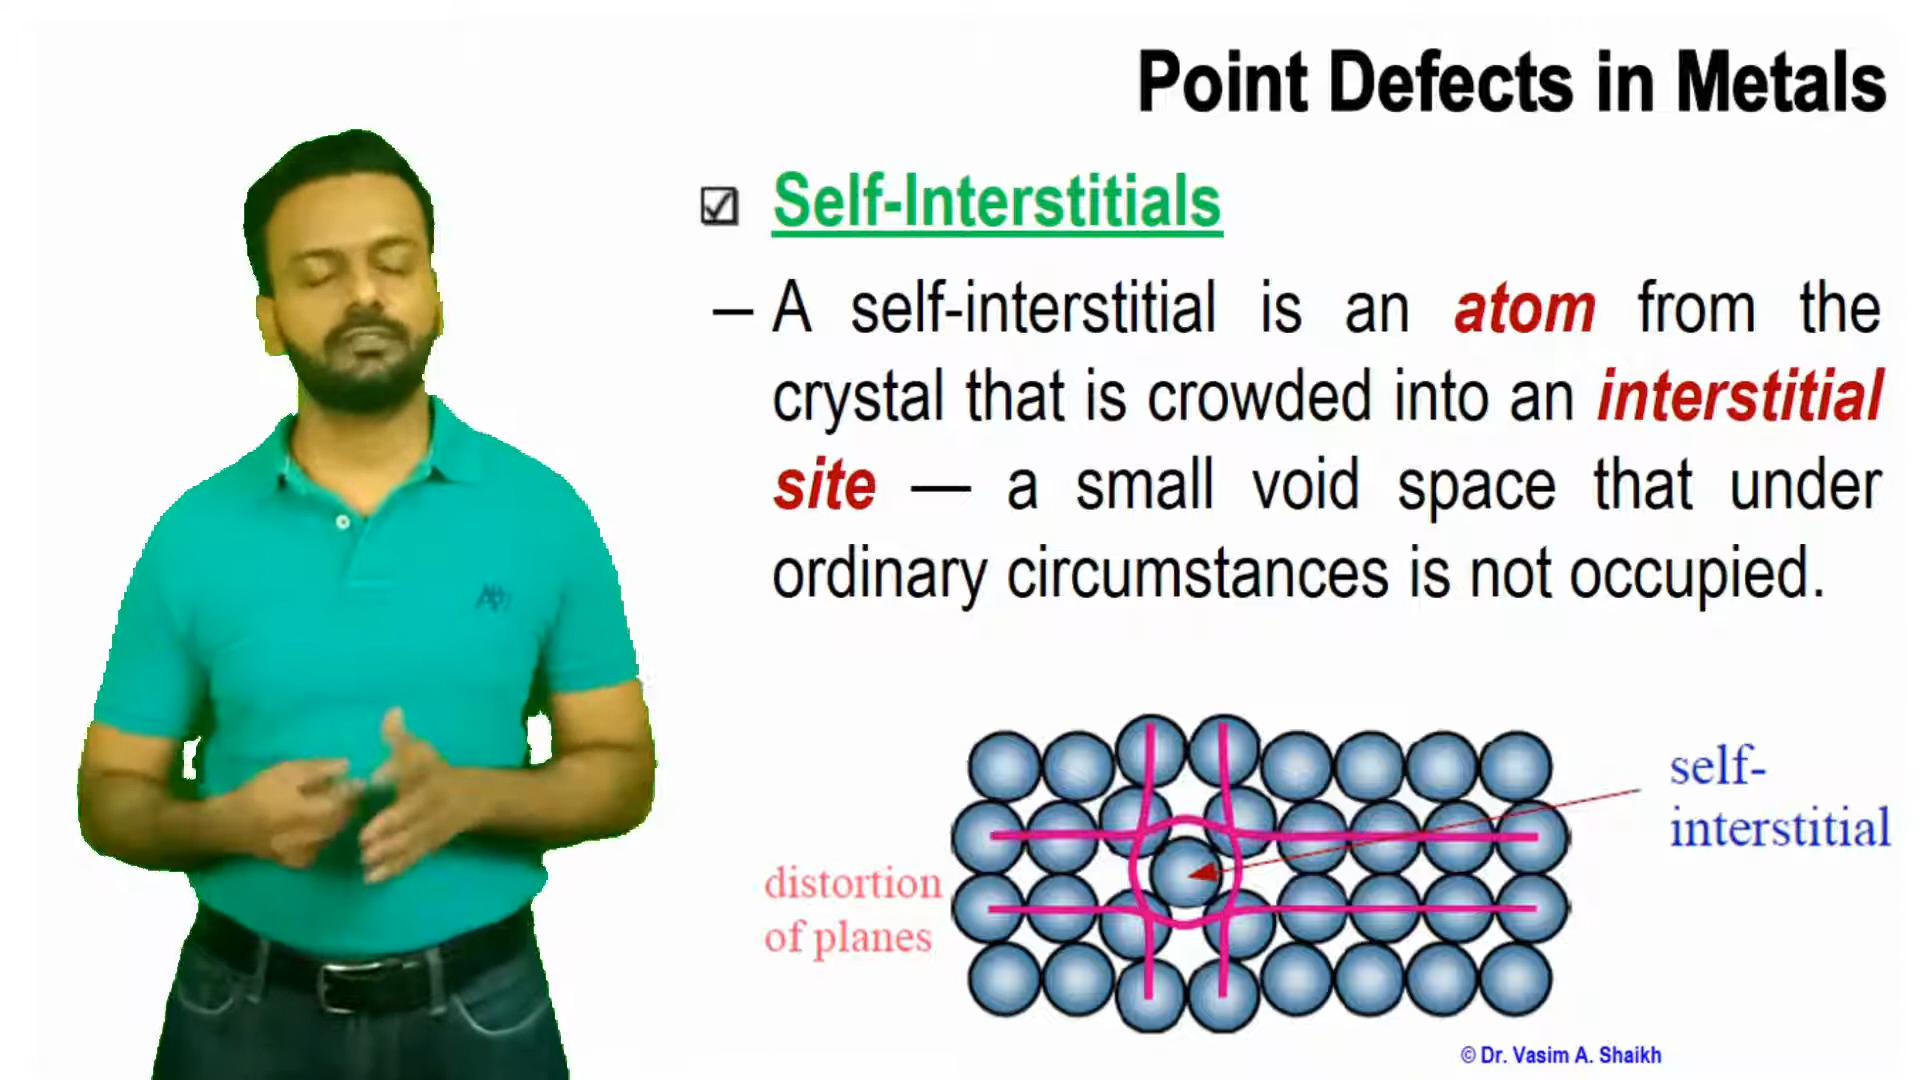 Point Defects in Metals
Self-Interstitials
– A self-interstitial is an atom from the
crystal that is crowded into an interstitial
site — a small void space that under
ordinary circumstances is not occupied.
self-
interstitial
distortion
of planes
© Dr. Vasim A. Shaikh